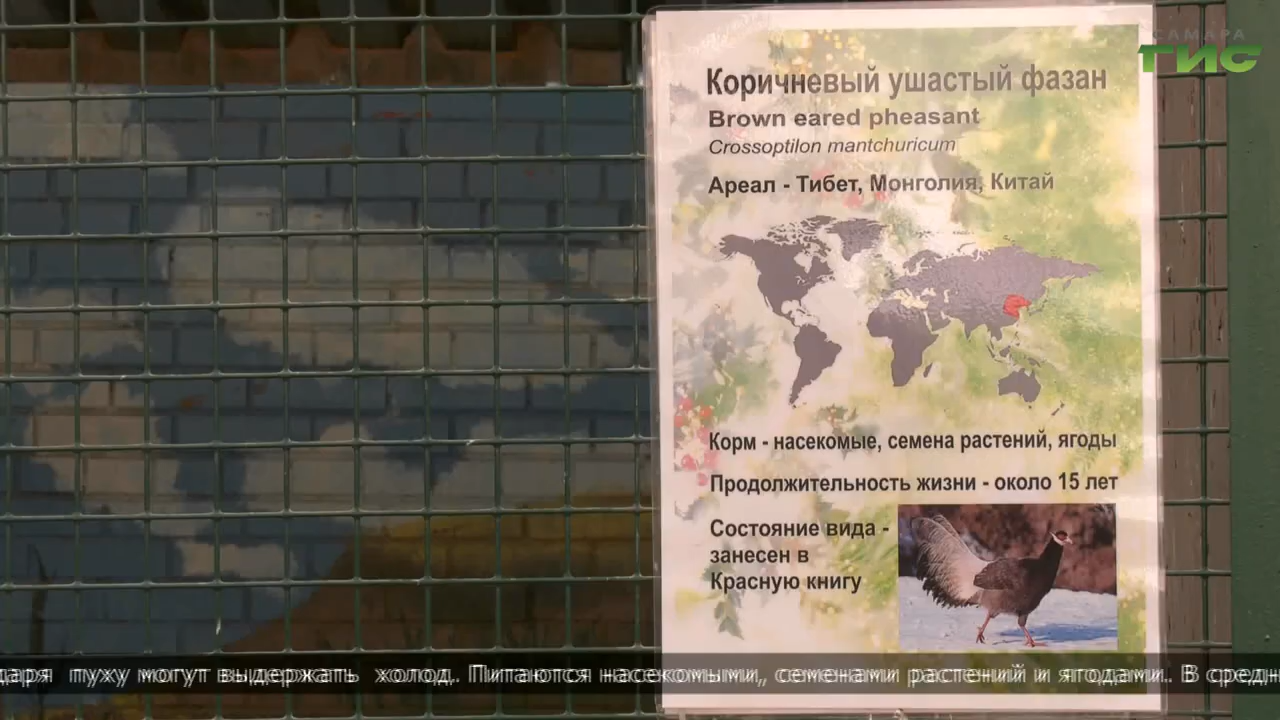 САМАРА
ГИС
Коричневый ушастый фазан
Brown eared pheasant
Crossoptilon mantchuricum
Ареал - Тибет, Монголия, Китай
Корм - насекомые, семена растений, ягоды
Продолжительность жизни - около 15 лет
Состояние вида -
занесен в
Красную книгу
пуху могут выдержать холод. Питаются насекомыми, семенами растений и ягодами. В